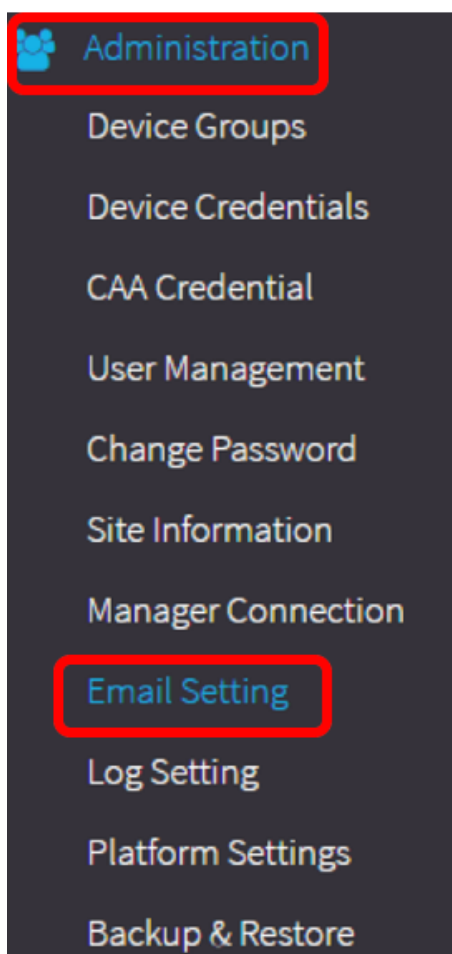 Administration
Device Groups
Device Credentials
CAA Credential
User Management
Change Password
Site Information
Manager Connection
Email Setting
Log Setting
Platform Settings
Backup & Restore